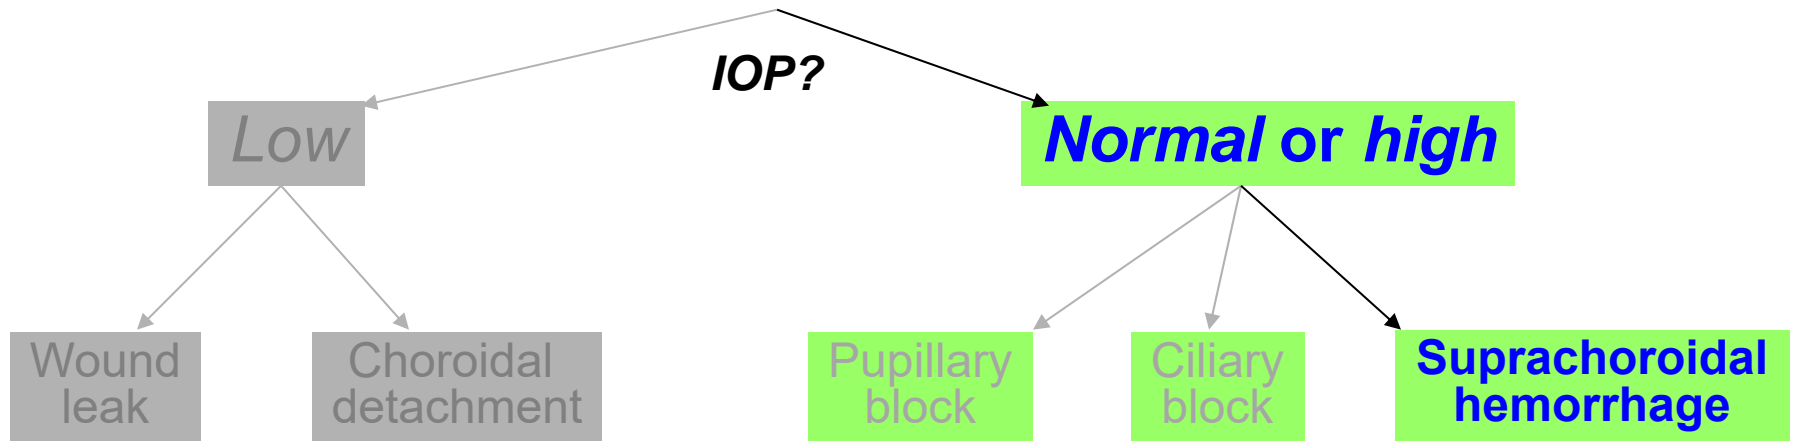 IOP?
Low
Normal or high
Wound
leak
Choroidal
detachment
Pupillary
block
Ciliary
block
Suprachoroidal
hemorrhage